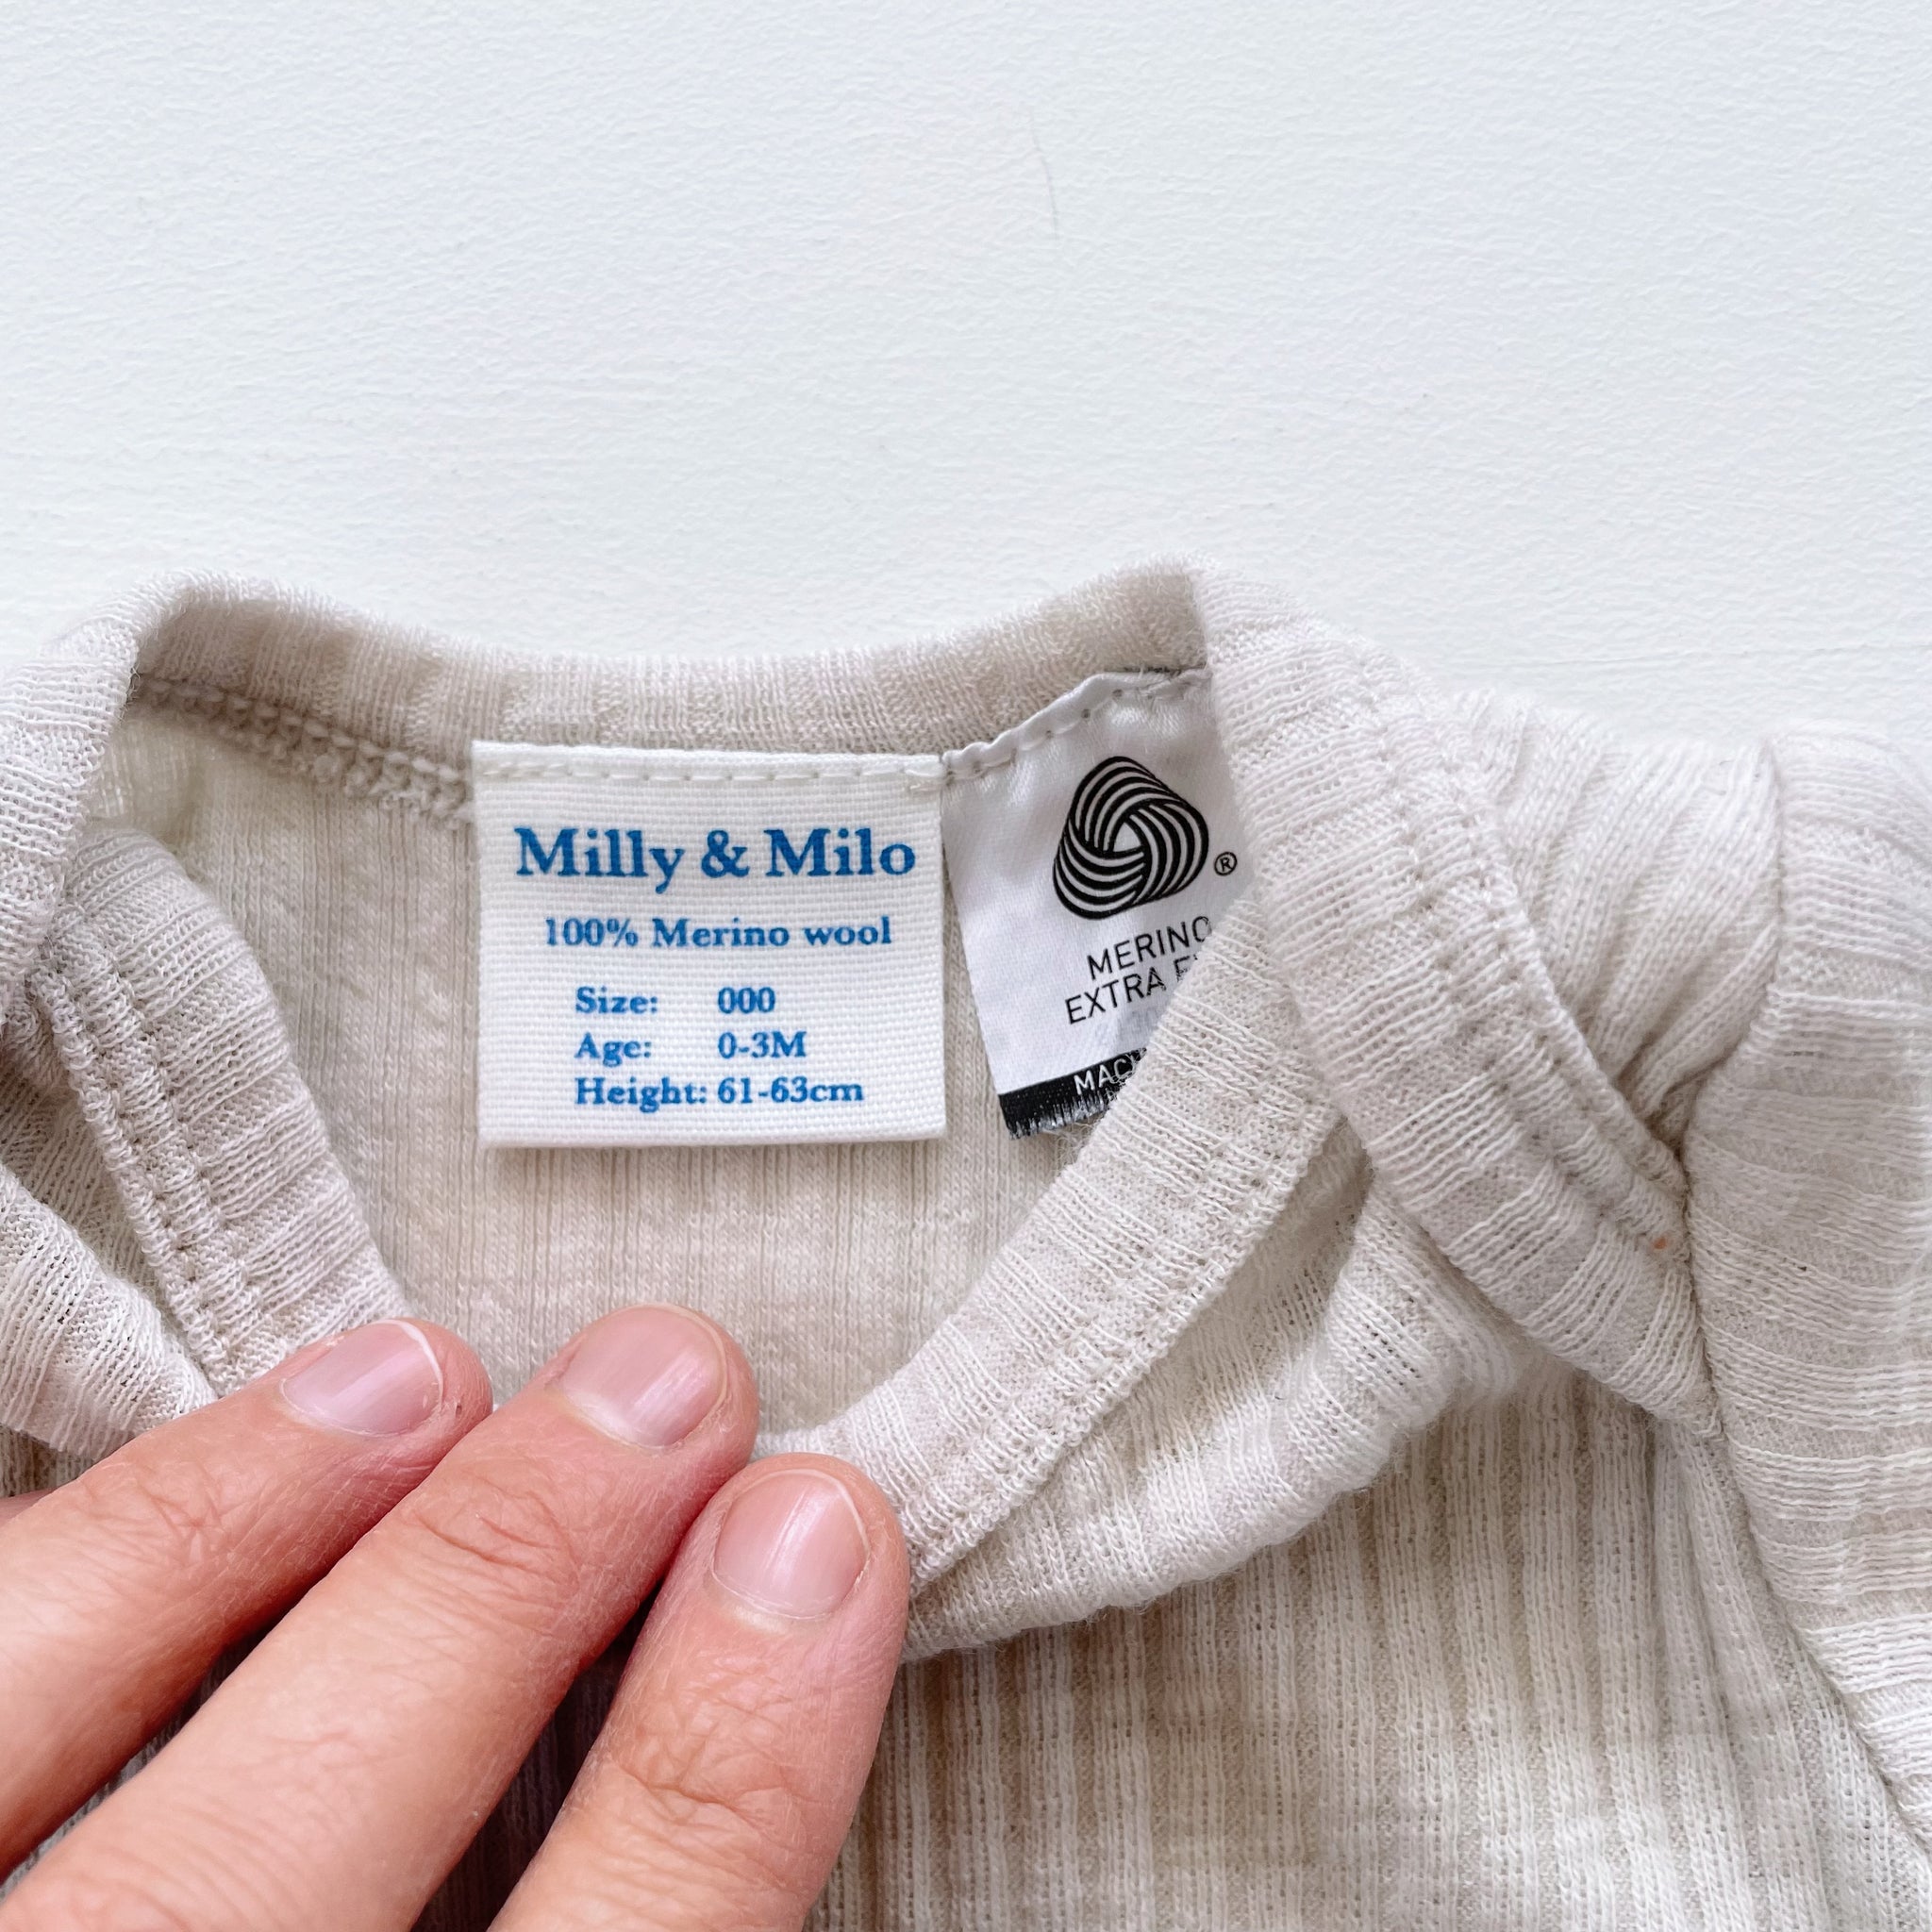 Milly & Milo
100% Merino wool
Size: 000
Age: 0-3M
Height: 61-63cm
®
MERINO
EXTRA